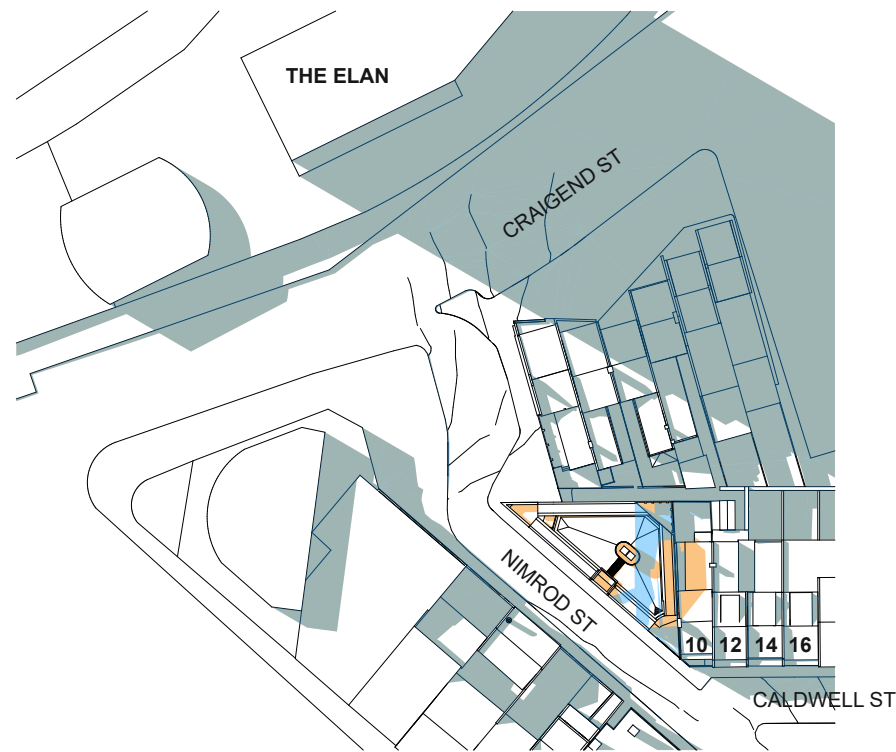 THE ELAN
CRAIGEND ST
NIMROD ST
10 12 14 16
CALDWELL ST